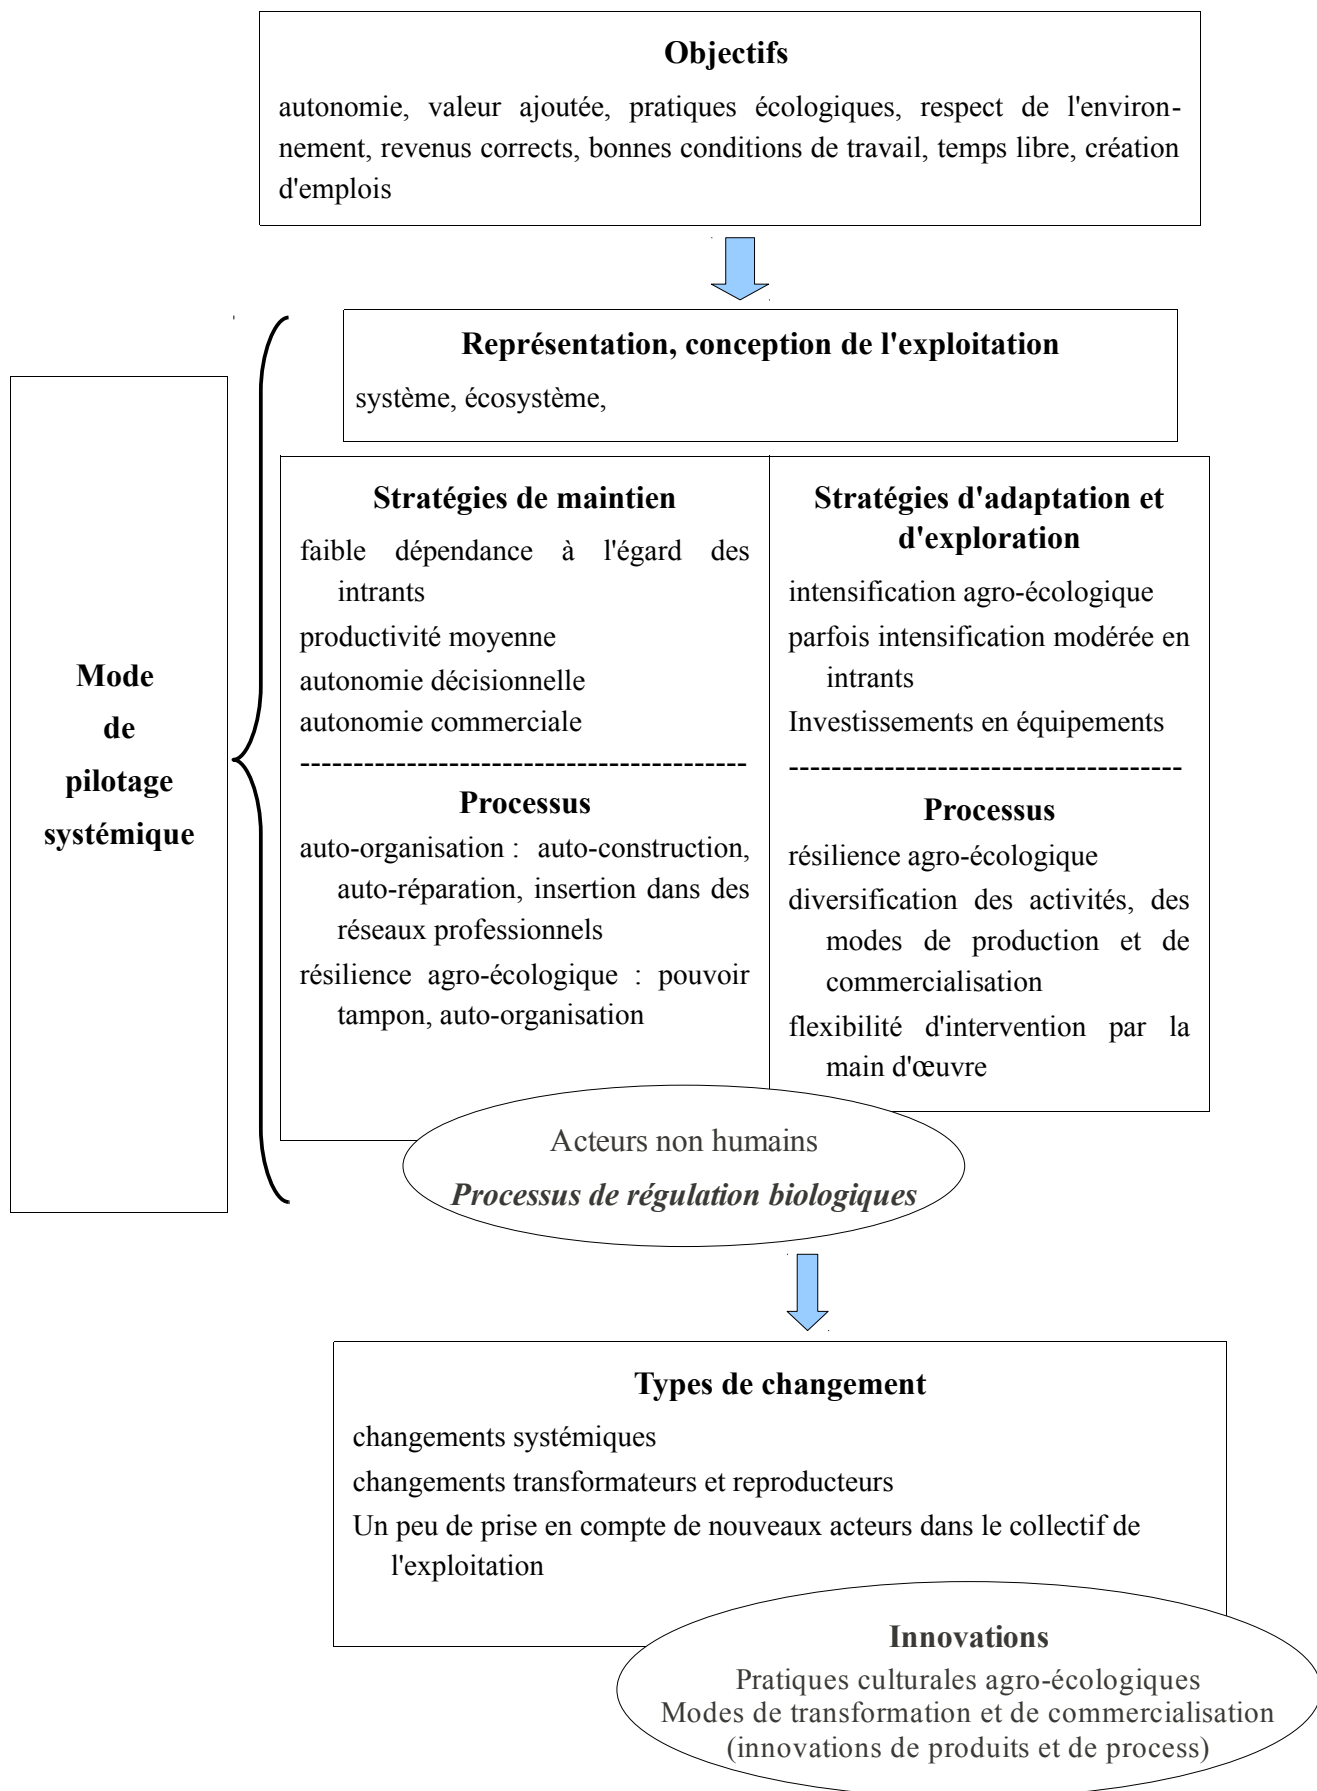 Objectifs
autonomie, valeur ajoutée, pratiques écologiques, respect de l'environ-
nement, revenus corrects, bonnes conditions de travail, temps libre, création
d'emplois
Représentation, conception de l'exploitation
système, écosystème,
Mode
de
pilotage
systémique
Stratégies de maintien
faible dépendance à l'égard des
intrants
productivité moyenne
autonomie décisionnelle
autonomie commerciale
------------------------------------------
Processus
auto-organisation : auto-construction,
auto-réparation, insertion dans des
réseaux professionnels
résilience agro-écologique : pouvoir
tampon, auto-organisation
Stratégies d'adaptation et
d'exploration
intensification agro-écologique
parfois intensification modérée en
intrants
Investissements en équipements
-------------------------------------
Processus
résilience agro-écologique
diversification des activités, des
modes de production et de
commercialisation
flexibilité d'intervention par la
main d'œuvre
Acteurs non humains
Processus de régulation biologiques
Types de changement
changements systémiques
changements transformateurs et reproducteurs
Un peu de prise en compte de nouveaux acteurs dans le collectif de
l'exploitation
Innovations
Pratiques culturales agro-écologiques
Modes de transformation et de commercialisation
(innovations de produits et de process)